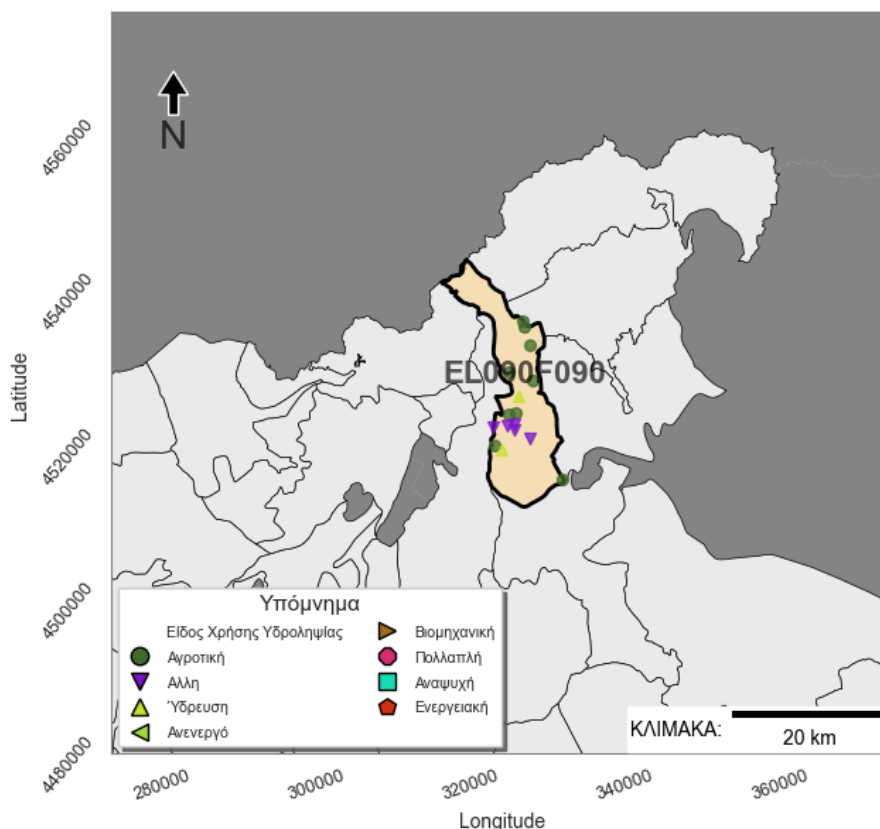 N
4560000
4540000
4520000
4500000
4480000
Latitude
EL090F096
Υπόμνημα
Είδος Χρήσης Υδροληψίας
Αγροτική
Αλλη
Ύδρευση
Ανενεργό
Βιομηχανική
Πολλαπλή
Αναψυχή
Ενεργειακή
ΚΛΙΜΑΚΑ:
20 km
280000
300000
320000
340000
360000
Longitude